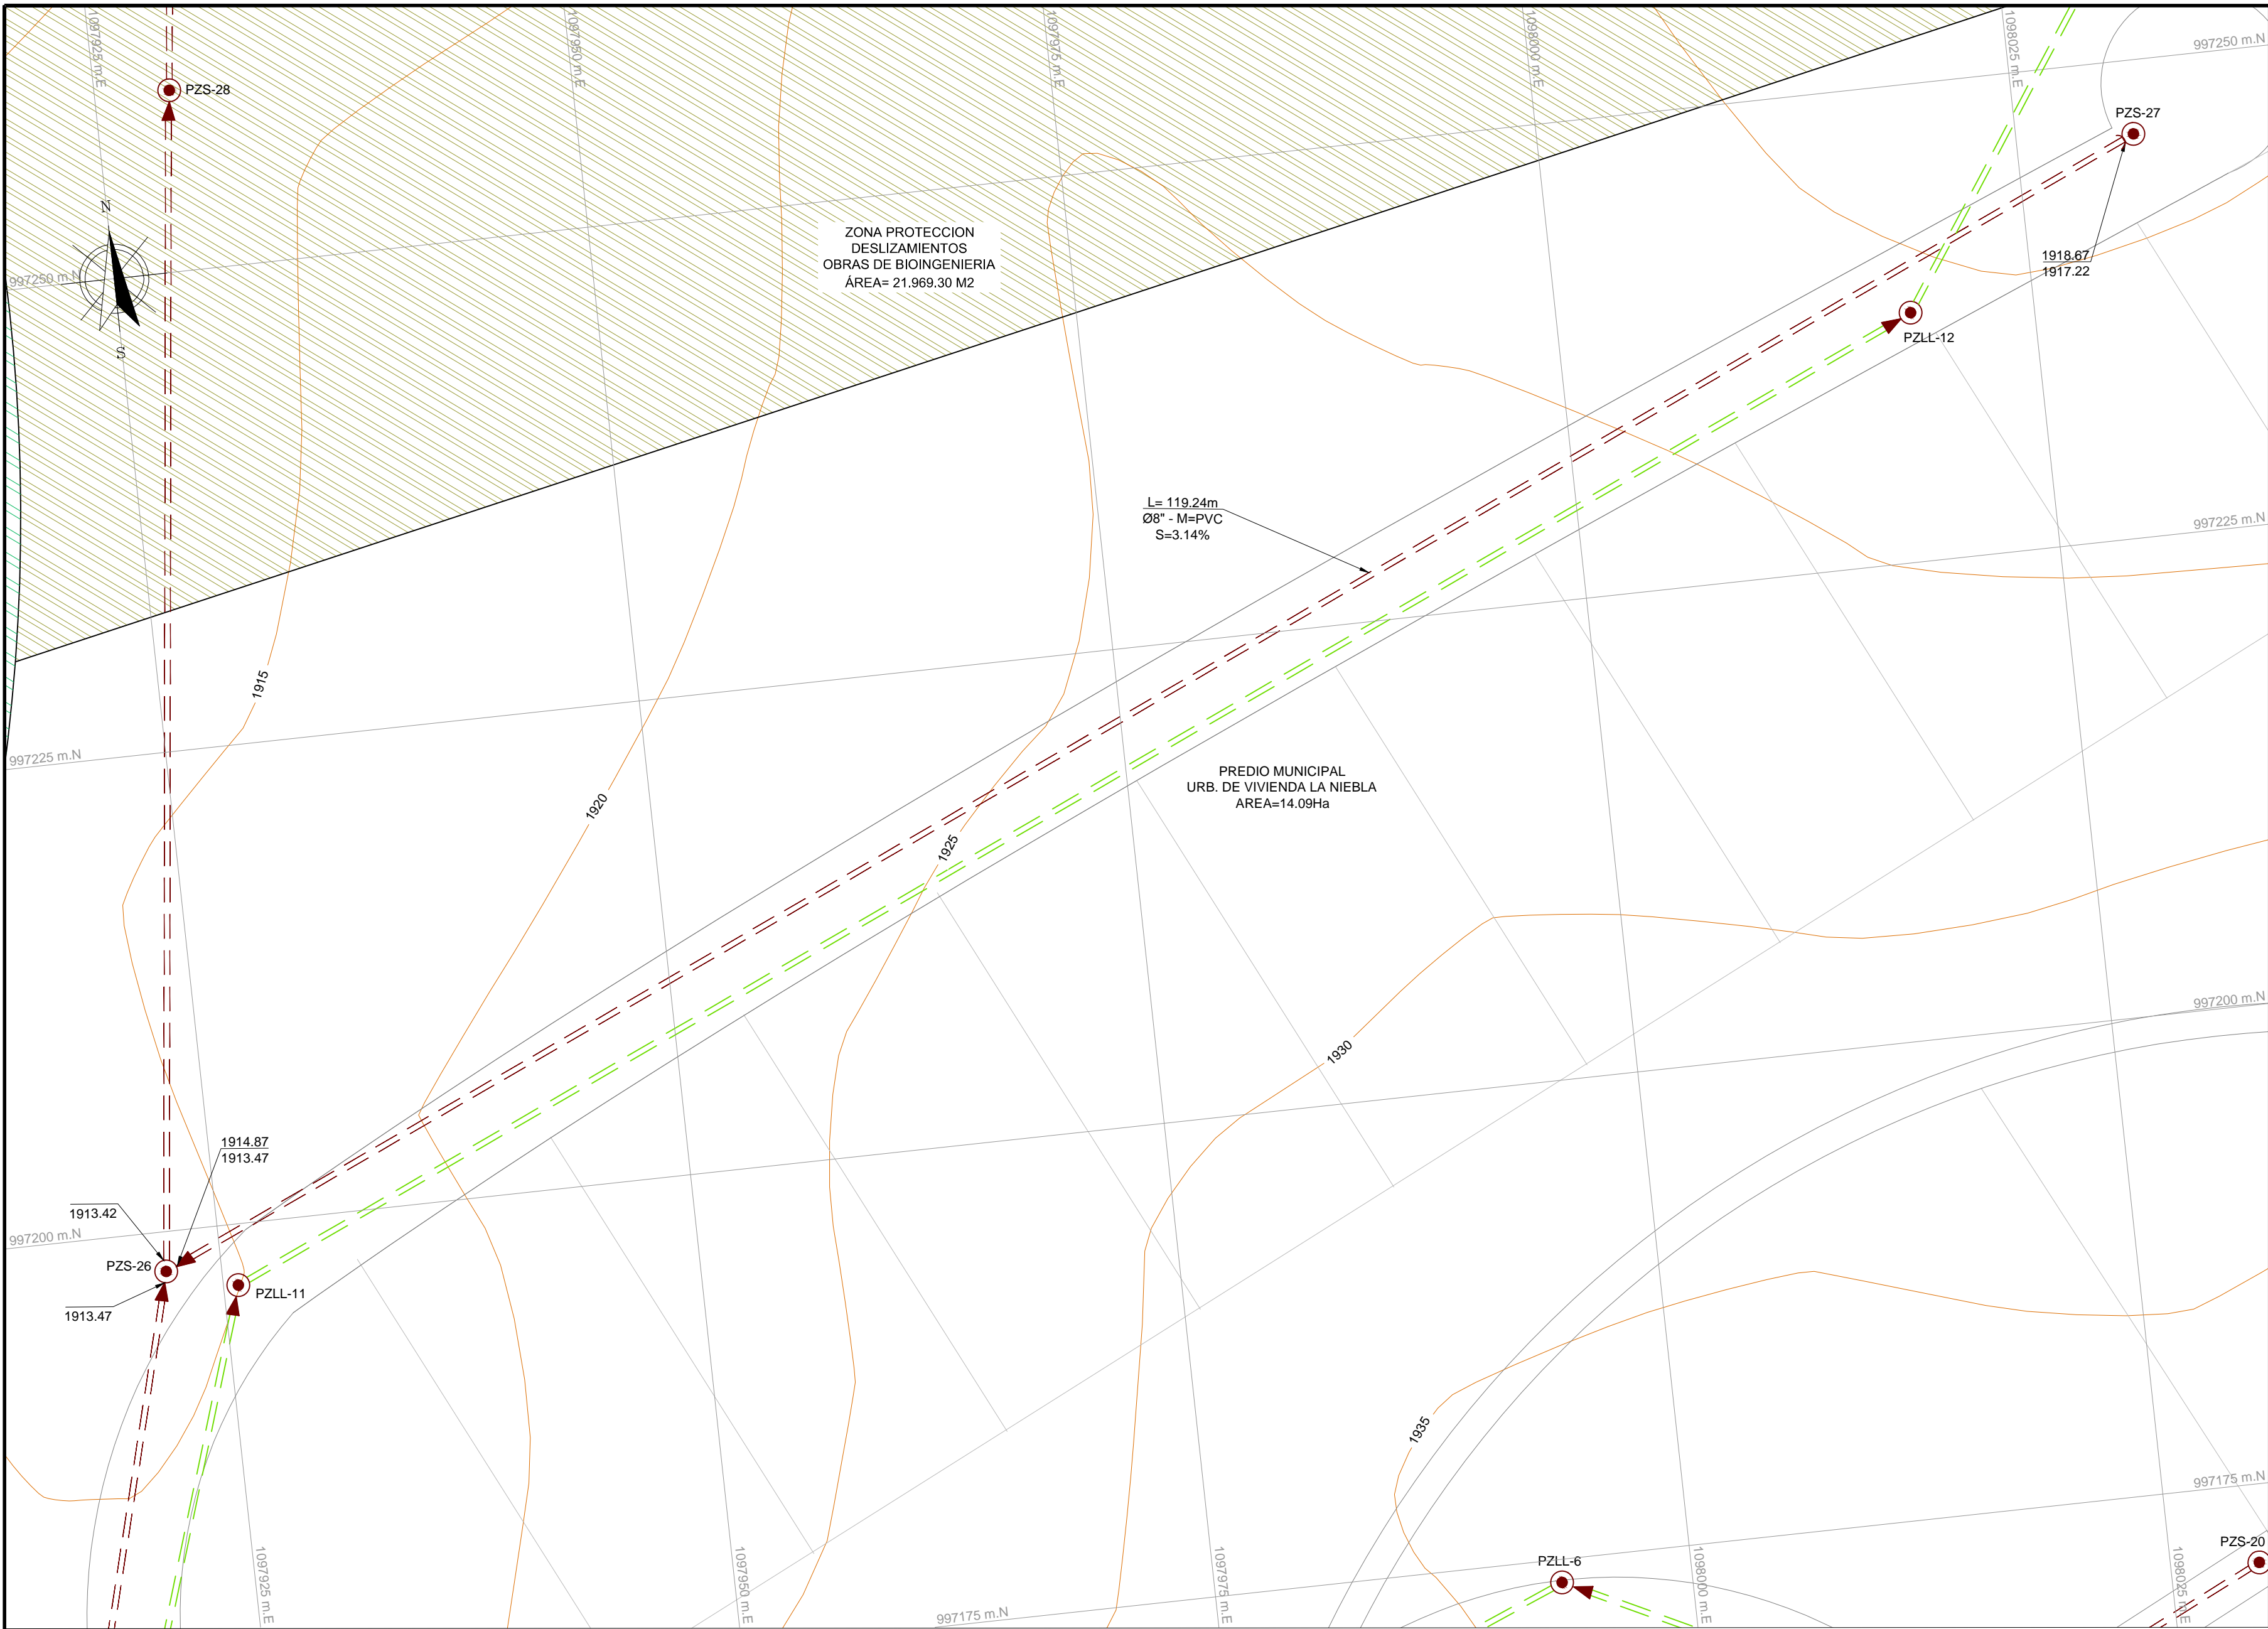 1097925 m.E
1097950 m.E
1097975 m.E
1098000 m.E
1098025 m.E
997250 m.N
PZS-28
PZS-27
N
ZONA PROTECCION
DESLIZAMIENTOS
OBRAS DE BIOINGENIERIA
ÁREA= 21.969.30 M2
1918.67
1917.22
997250 m.N
S
PZLL-12
L= 119.24m
Ø8" - M=PVC
S=3.14%
997225 m.N
1915
997225 m.N
1920
PREDIO MUNICIPAL
URB. DE VIVIENDA LA NIEBLA
AREA=14.09Ha
1925
997200 m.N
1930
1914.87
1913.47
1913.42
997200 m.N
PZS-26
PZLL-11
1913.47
1935
997175 m.N
PZS-20
PZLL-6
1097925 m.E
1097950 m.E
1097975 m.E
1098000 m.E
1098025 m.E
997175 m.N